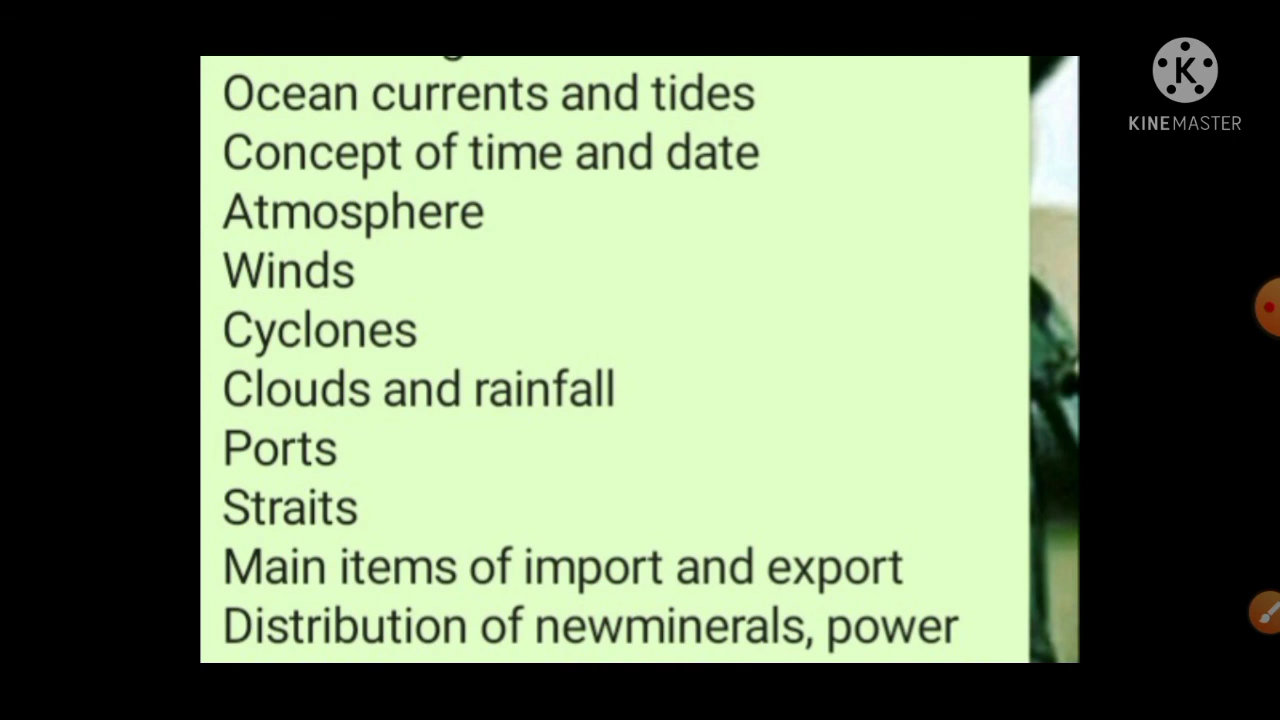 Ocean currents and tides
Concept of time and date
Atmosphere
Winds
Cyclones
Clouds and rainfall
Ports
Straits
Main items of import and export
Distribution of newminerals, power
K
KINEMASTER